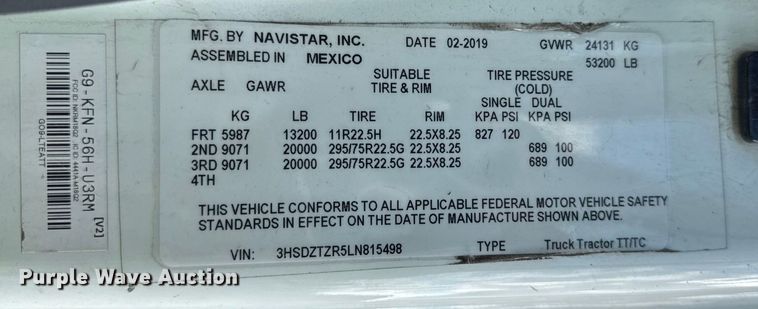 MFG. BY NAVISTAR, INC. DATE 02-2019 GVWR 24131 KG
ASSEMBLED IN MEXICO 53200 LB
AXLE GAWR SUITABLE TIRE & RIM TIRE PRESSURE (COLD)
SINGLE DUAL
KG LB TIRE RIM KPA PSI KPA PSI
FRT 5987 13200 11R22.5H 22.5X8.25 827 120
2ND 9071 20000 295/75R22.5G 22.5X8.25 689 100
3RD 9071 20000 295/75R22.5G 22.5X8.25 689 100
4TH
THIS VEHICLE CONFORMS TO ALL APPLICABLE FEDERAL MOTOR VEHICLE SAFETY
STANDARDS IN EFFECT ON THE DATE OF MANUFACTURE SHOWN ABOVE.
VIN: 3HSDZTZR5LN815498 TYPE Truck Tractor TT/TC
G9-KFN-56H-U3RM [V2]
GO9-LTEATT - 4
Purple Wave Auction